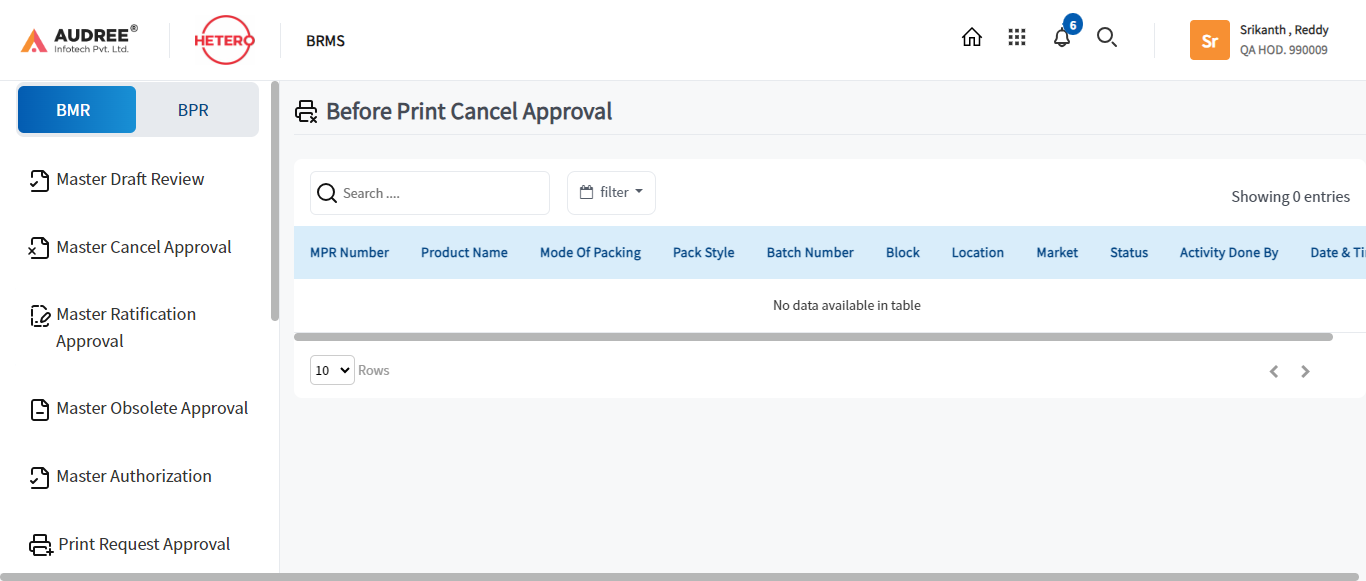 AUDREE®
Infotech Pvt. Ltd.
HETERO
BRMS
6
Sr
Srikanth , Reddy
QA HOD. 990009
BMR
BPR
Master Draft Review
Master Cancel Approval
Master Ratification
Approval
Master Obsolete Approval
Master Authorization
Print Request Approval
Before Print Cancel Approval
Search ....
filter
Showing 0 entries
MPR Number Product Name Mode Of Packing Pack Style Batch Number Block Location Market Status Activity Done By Date & Ti
No data available in table
10 Rows